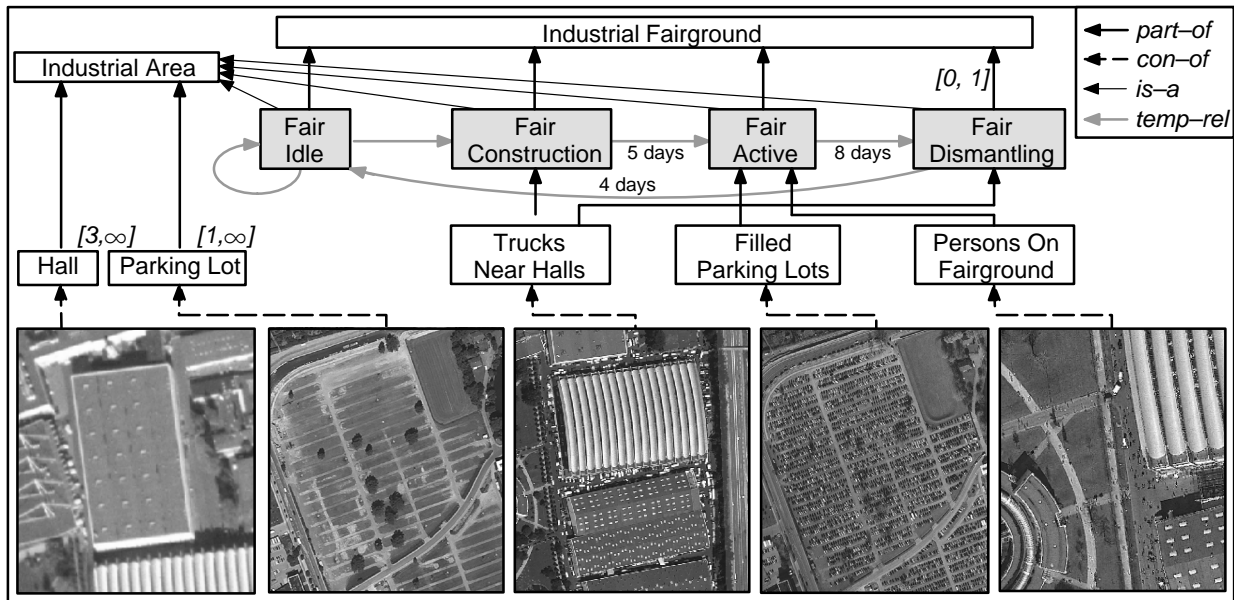 Industrial Fairground
part–of
con–of
is–a
temp–rel
Industrial Area
[0, 1]
Fair
Idle
Fair
Construction
Fair
Active
Fair
Dismantling
5 days
8 days
4 days
[3,∞]
[1,∞]
Hall
Parking Lot
Trucks
Near Halls
Filled
Parking Lots
Persons On
Fairground